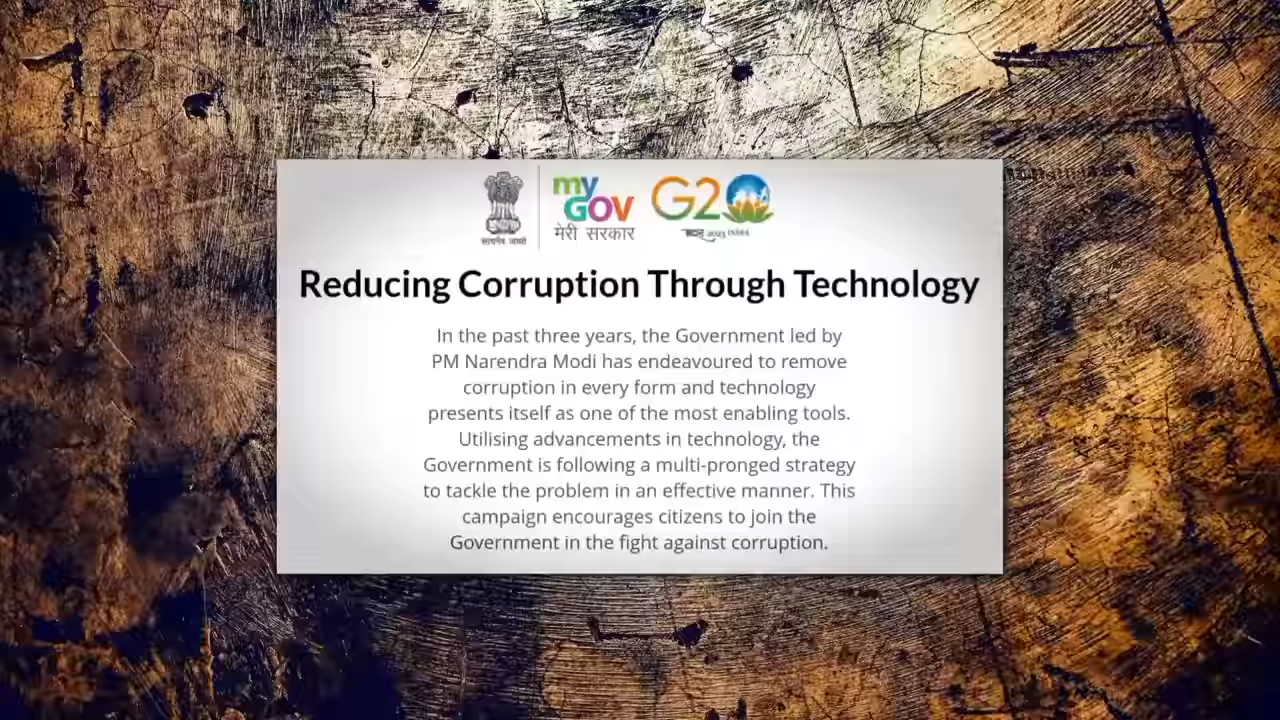 सत्यमेव जयते
my
GOV
मेरी सरकार
G20
2023 INDIA
Reducing Corruption Through Technology
In the past three years, the Government led by
PM Narendra Modi has endeavoured to remove
corruption in every form and technology
presents itself as one of the most enabling tools.
Utilising advancements in technology, the
Government is following a multi-pronged strategy
to tackle the problem in an effective manner. This
campaign encourages citizens to join the
Government in the fight against corruption.